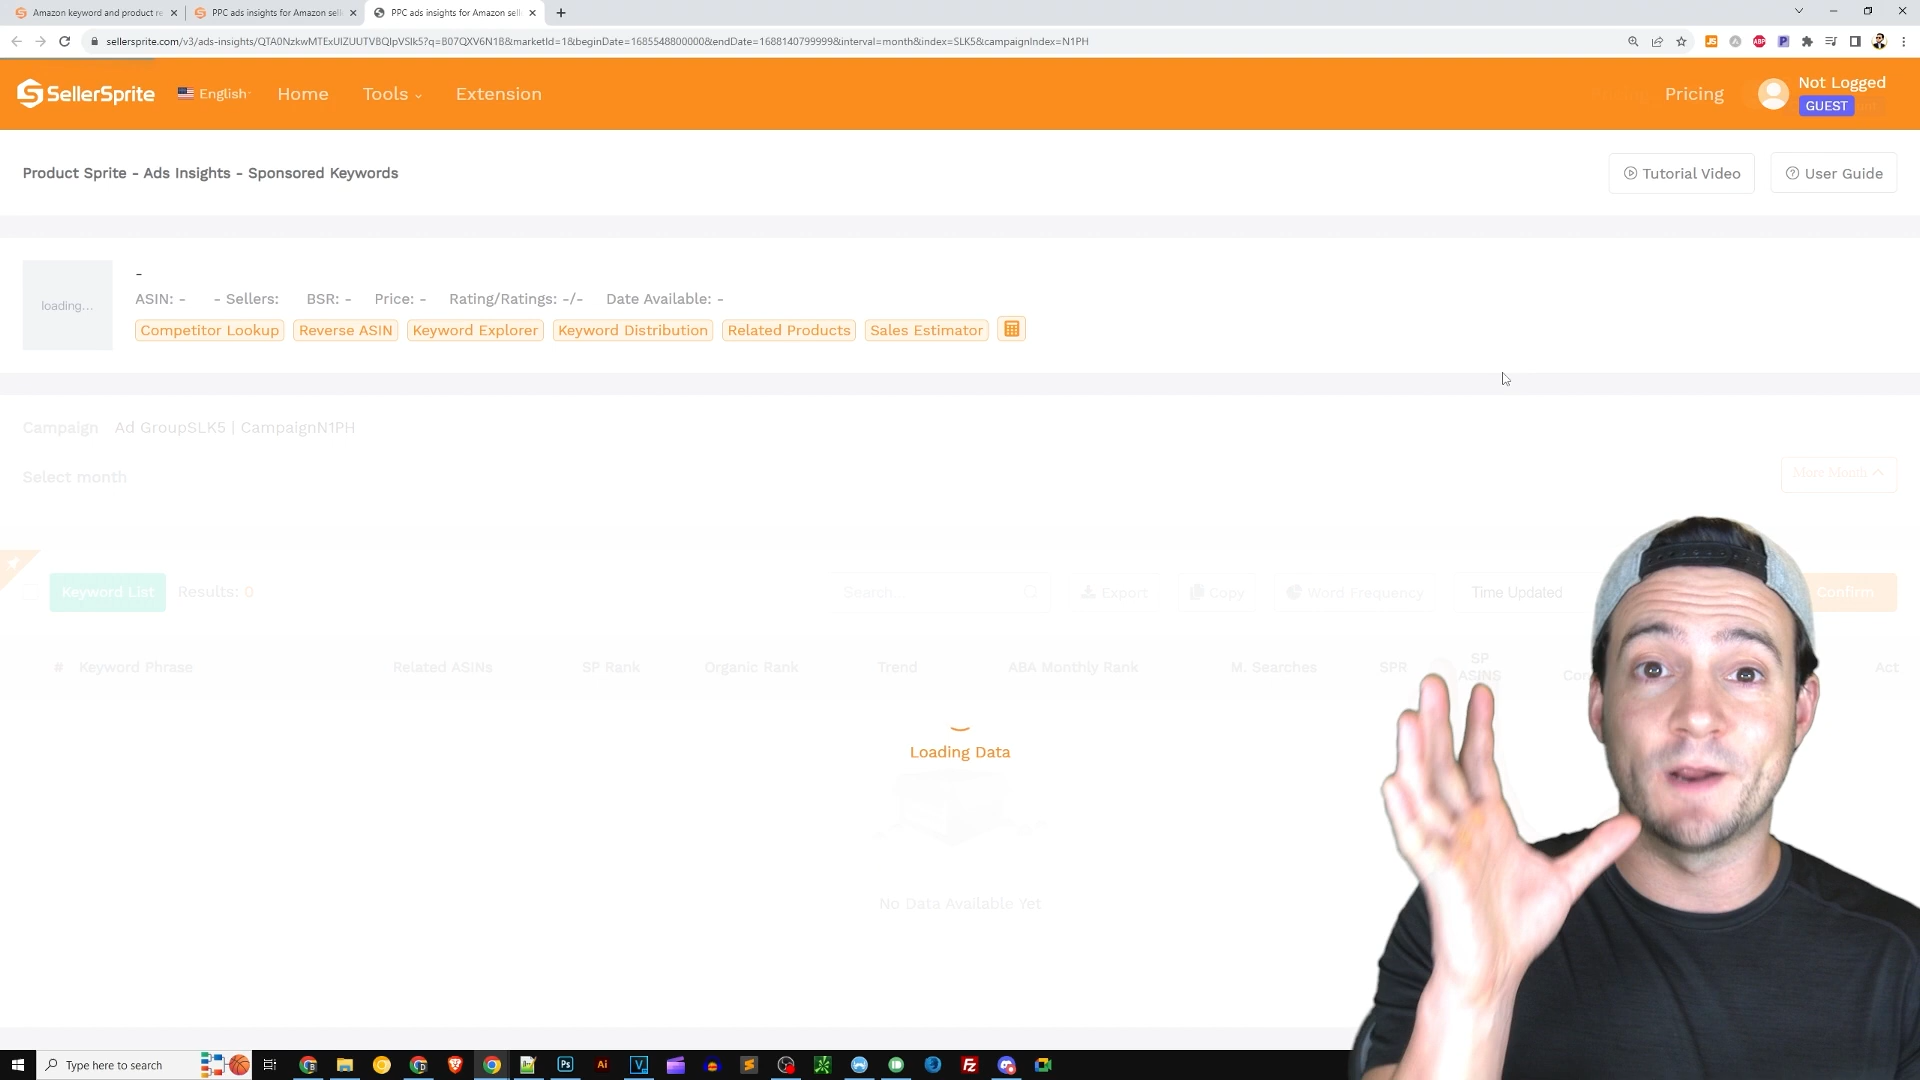 Amazon keyword and product re
PPC ads insights for Amazon sell
PPC ads insights for Amazon sell
sellersprite.com/v3/ads-insights/QTA0NzkwMTExUlZUUTVBQlpVSlk5?q=B07QXV6N1B&marketId=1&beginDate=1685548800000&endDate=1688140799999&interval=month&index=SLK5&campaignIndex=N1PH
SellerSprite
English
Home
Tools
Extension
Pricing
Not Logged
GUEST
Product Sprite - Ads Insights - Sponsored Keywords
Tutorial Video
User Guide
loading...
-
ASIN: - - Sellers: BSR: - Price: - Rating/Ratings: -/- Date Available: -
Competitor Lookup Reverse ASIN Keyword Explorer Keyword Distribution Related Products Sales Estimator
Campaign Ad GroupSLK5 | CampaignN1PH
Select month
More Month
Keyword List Results: 0
Search...
Export
Copy
Word Frequency
Time Updated
Confirm
# Keyword Phrase Related ASINs SP Rank Organic Rank Trend ABA Monthly Rank M. Searches SPR SP ASINS
Act
Loading Data
No Data Available Yet
Type here to search